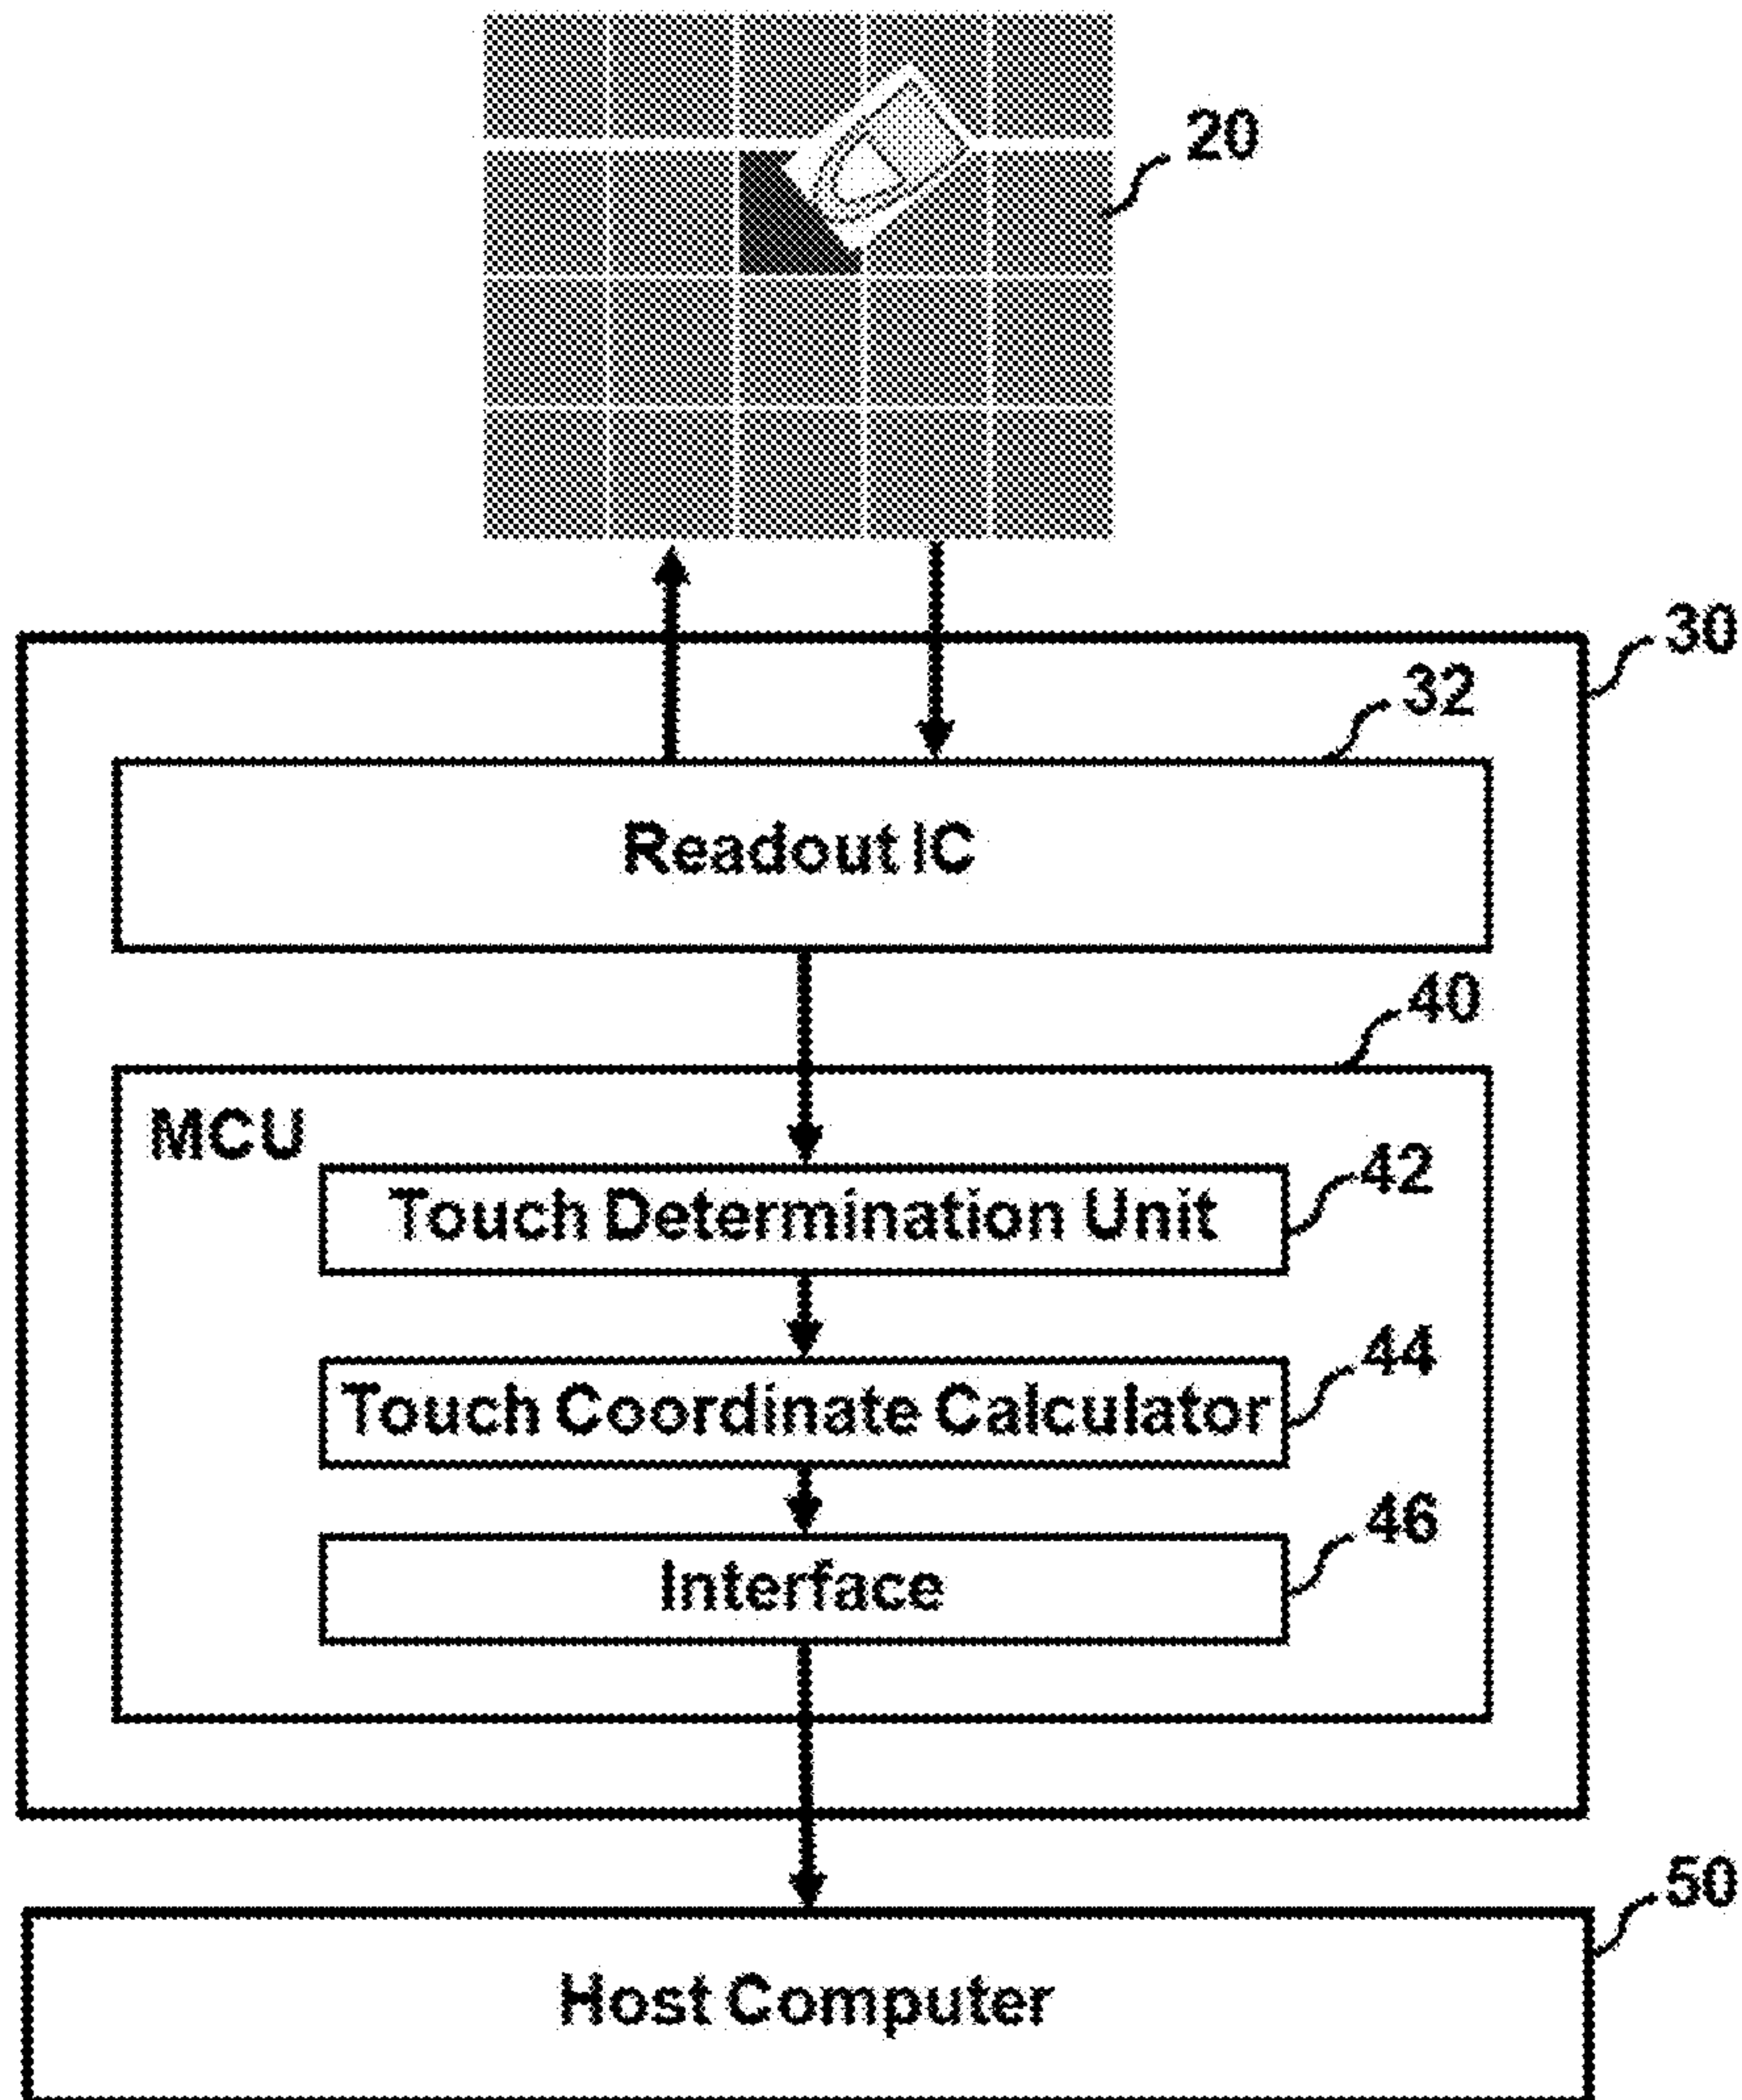 20
30
32
Readout IC
40
MCU
42
Touch Determination Unit
44
Touch Coordinate Calculator
46
Interface
50
Host Computer